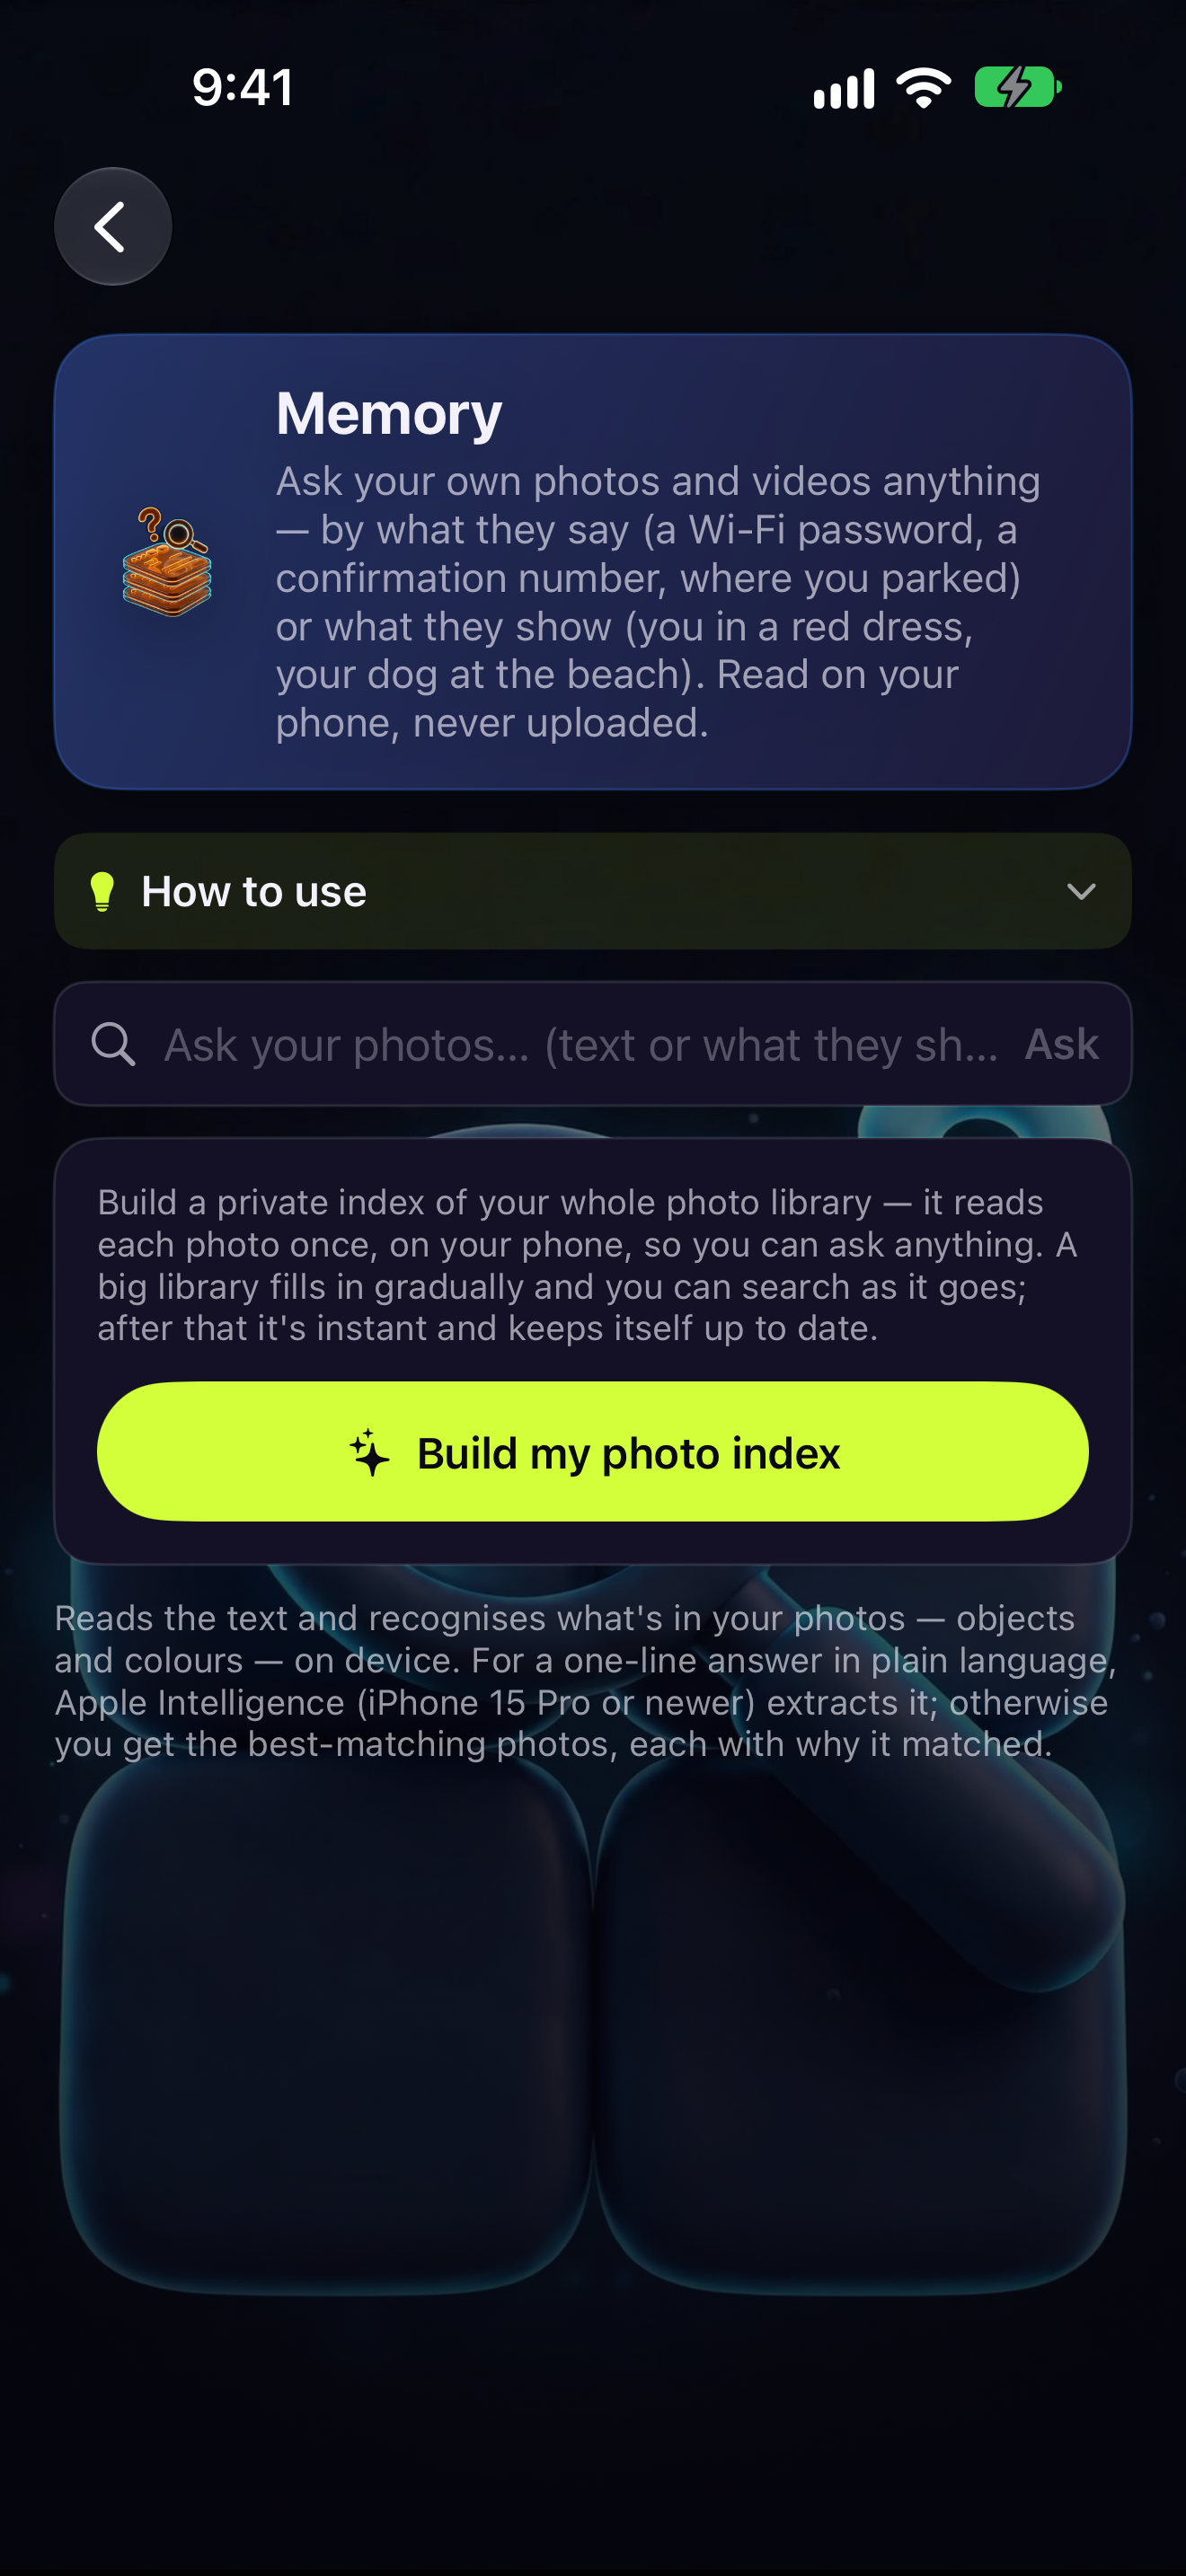 9:41
Memory
Ask your own photos and videos anything
— by what they say (a Wi-Fi password, a
confirmation number, where you parked)
or what they show (you in a red dress,
your dog at the beach). Read on your
phone, never uploaded.
How to use
Ask your photos... (text or what they sh... Ask
Build a private index of your whole photo library — it reads
each photo once, on your phone, so you can ask anything. A
big library fills in gradually and you can search as it goes;
after that it's instant and keeps itself up to date.
Build my photo index
Reads the text and recognises what's in your photos — objects
and colours — on device. For a one-line answer in plain language,
Apple Intelligence (iPhone 15 Pro or newer) extracts it; otherwise
you get the best-matching photos, each with why it matched.